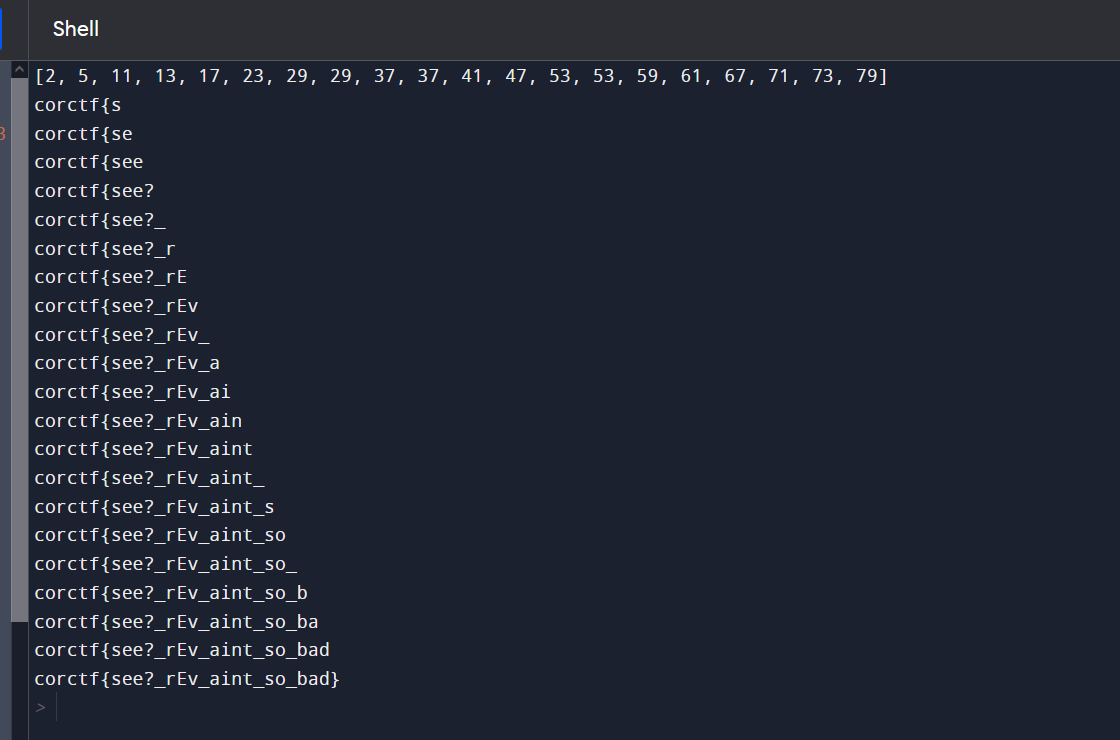 Shell
[2, 5, 11, 13, 17, 23, 29, 29, 37, 37, 41, 47, 53, 53, 59, 61, 67, 71, 73, 79]
corctf{s
3
corctf{se
corctf{see
corctf{see?
corctf{see?_
corctf{see?_r
corctf{see?_rE
corctf{see?_rEv
corctf{see?_rEv_
corctf{see?_rEv_a
corctf{see?_rEv_ai
corctf{see?_rEv_ain
corctf{see?_rEv_aint
corctf{see?_rEv_aint_
corctf{see?_rEv_aint_s
corctf{see?_rEv_aint_so
corctf{see?_rEv_aint_so_
corctf{see?_rEv_aint_so_b
corctf{see?_rEv_aint_so_ba
corctf{see?_rEv_aint_so_bad
corctf{see?_rEv_aint_so_bad}
>